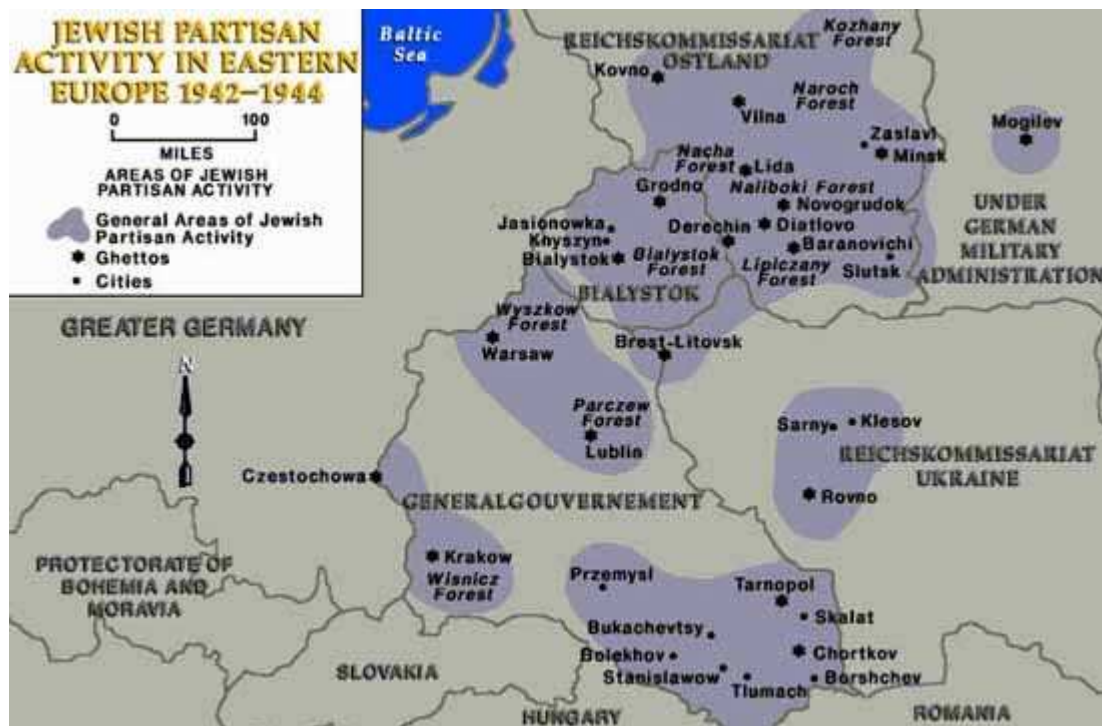 JEWISH PARTISAN
ACTIVITY IN EASTERN
EUROPE 1942–1944
0 100
MILES
AREAS OF JEWISH
PARTISAN ACTIVITY
General Areas of Jewish
Partisan Activity
Ghettos
Cities
Baltic
Sea
REICHSKOMMISSARIAT
OSTLAND
Kozhany
Forest
Kovno
Naroch
Forest
Vilna
Zaslavl
Minsk
Mogilev
Nacha
Forest
Lida
Grodno
Naliboki Forest
Novogrudok
UNDER
GERMAN
MILITARY
ADMINISTRATION
Jasionowka
Khyszyn
Bialystok
Derechin
Diatlovo
Baranovichi
Bialystok
Forest
Lipiczany
Forest
Slutsk
BIALYSTOK
GREATER GERMANY
Wyszkow
Forest
Warsaw
Brest-Litovsk
N
Parczew
Forest
Lublin
Sarny
Klesov
REICHSKOMMISSARIAT
UKRAINE
Rovno
Czestochowa
GENERALGOUVERNEMENT
Krakow
Wisnicz
Forest
PROTECTORATE OF
BOHEMIA AND
MORAVIA
Przemysl
Tarnopol
Skalat
Bukachevtsy
Bolekhov
Chortkov
Stanislawow
Tlumach
Borshchev
SLOVAKIA
HUNGARY
ROMANIA